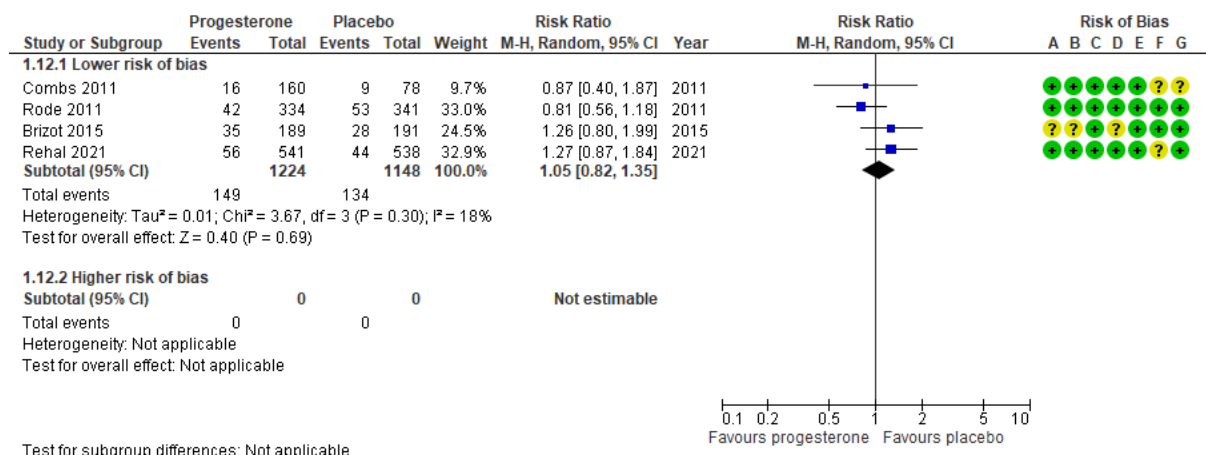 Progesterone Placebo Risk Ratio Risk Ratio Risk of Bias
Study or Subgroup Events Total Events Total Weight M-H, Random, 95% CI Year M-H, Random, 95% CI A B C D E F G
1.12.1 Lower risk of bias
Combs 2011 16 160 9 78 9.7% 0.87 [0.40, 1.87] 2011 + + + + + ? ?
Rode 2011 42 334 53 341 33.0% 0.81 [0.56, 1.18] 2011 + + + + + + +
Brizot 2015 35 189 28 191 24.5% 1.26 [0.80, 1.99] 2015 ? ? + ? + + +
Rehal 2021 56 541 44 538 32.9% 1.27 [0.87, 1.84] 2021 + + + + + ? +
Subtotal (95% CI) 1224 1148 100.0% 1.05 [0.82, 1.35]
Total events 149 134
Heterogeneity: Tau² = 0.01; Chi² = 3.67, df = 3 (P = 0.30); I² = 18%
Test for overall effect: Z = 0.40 (P = 0.69)
1.12.2 Higher risk of bias
Subtotal (95% CI) 0 0 Not estimable
Total events 0 0
Heterogeneity: Not applicable
Test for overall effect: Not applicable
0.1 0.2 0.5 1 2 5 10
Favours progesterone Favours placebo
Test for subgroup differences: Not applicable